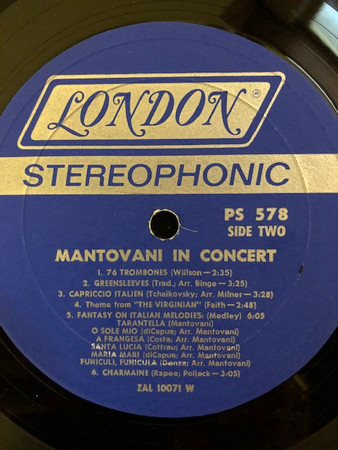 LONDON ®
STEREOPHONIC
PS 578
SIDE TWO
MANTOVANI IN CONCERT
1. 76 TROMBONES (Willson—2:35)
2. GREENSLEEVES (Trad.; Arr. Binge—3:20)
3. CAPRICCIO ITALIEN (Tchaikovsky; Arr. Milner—3:28)
4. Theme from "THE VIRGINIAN" (Faith—2:48)
5. FANTASY ON ITALIAN MELODIES: (Medley) 6:05
TARANTELLA (Mantovani)
O SOLE MIO (diCapua; Arr. Mantovani)
A FRANGESA (Costa; Arr. Mantovani)
SANTA LUCIA (Cottrau; Arr. Mantovani)
MARIA MARI (diCapua; Arr. Mantovani)
FUNICULI, FUNICULA (Denza; Arr. Mantovani)
6. CHARMAINE (Rapee; Pollack—3:05)
ZAL 10071 W